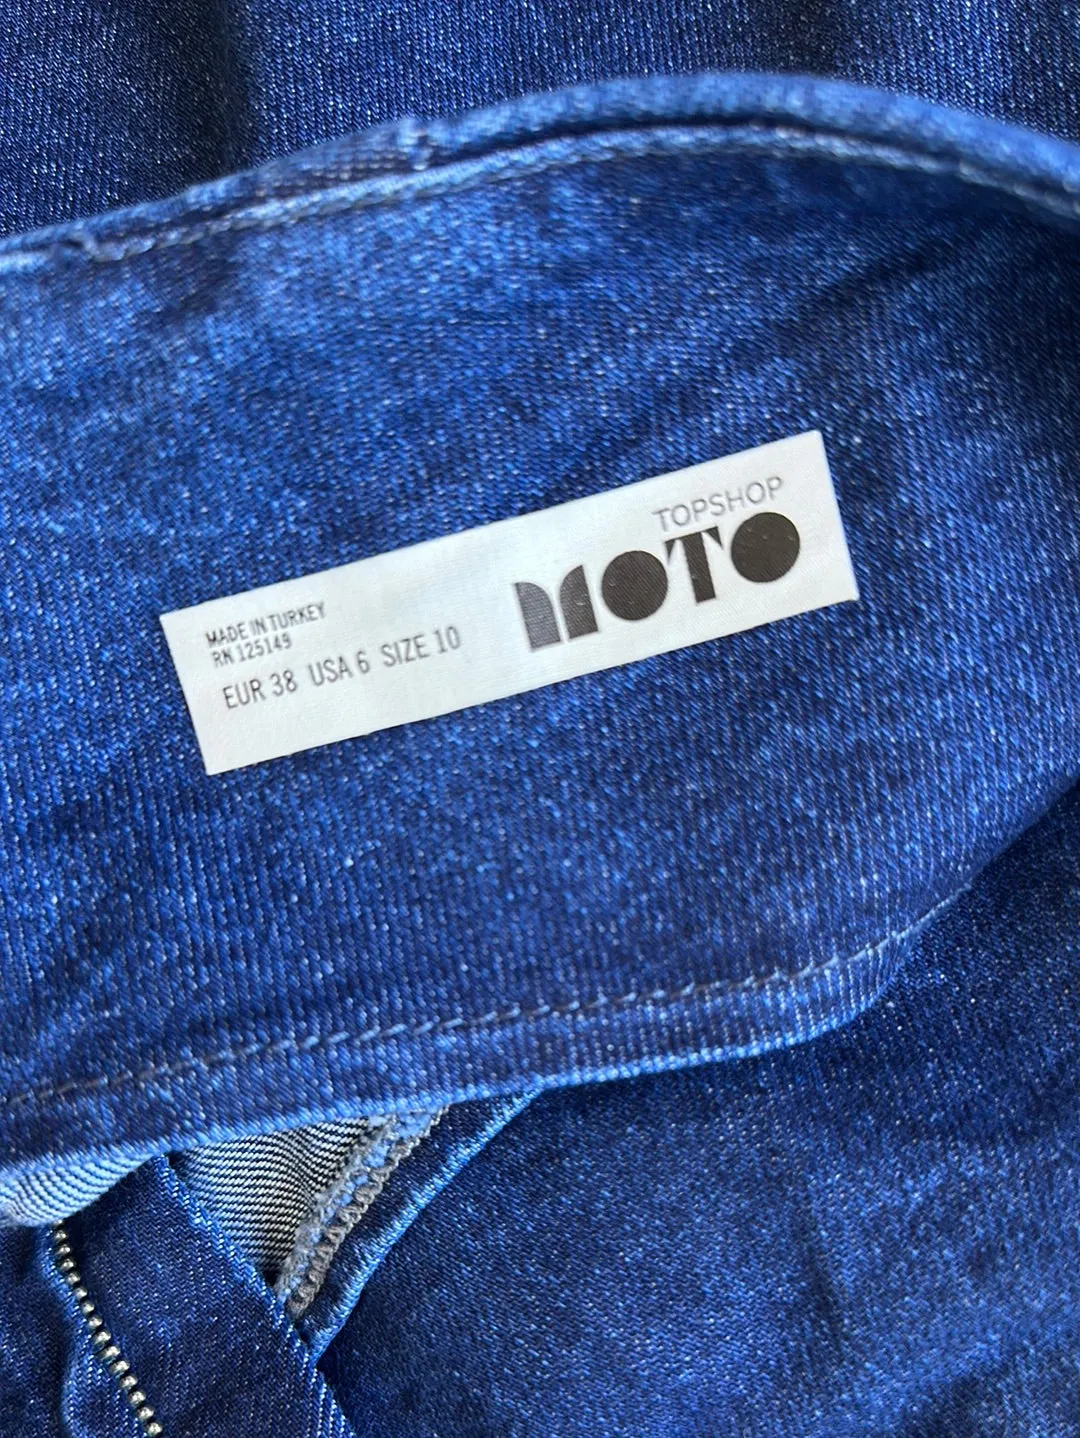 TOPSHOP
MOTO
MADE IN TURKEY
RN 125149
EUR 38 USA 6 SIZE 10